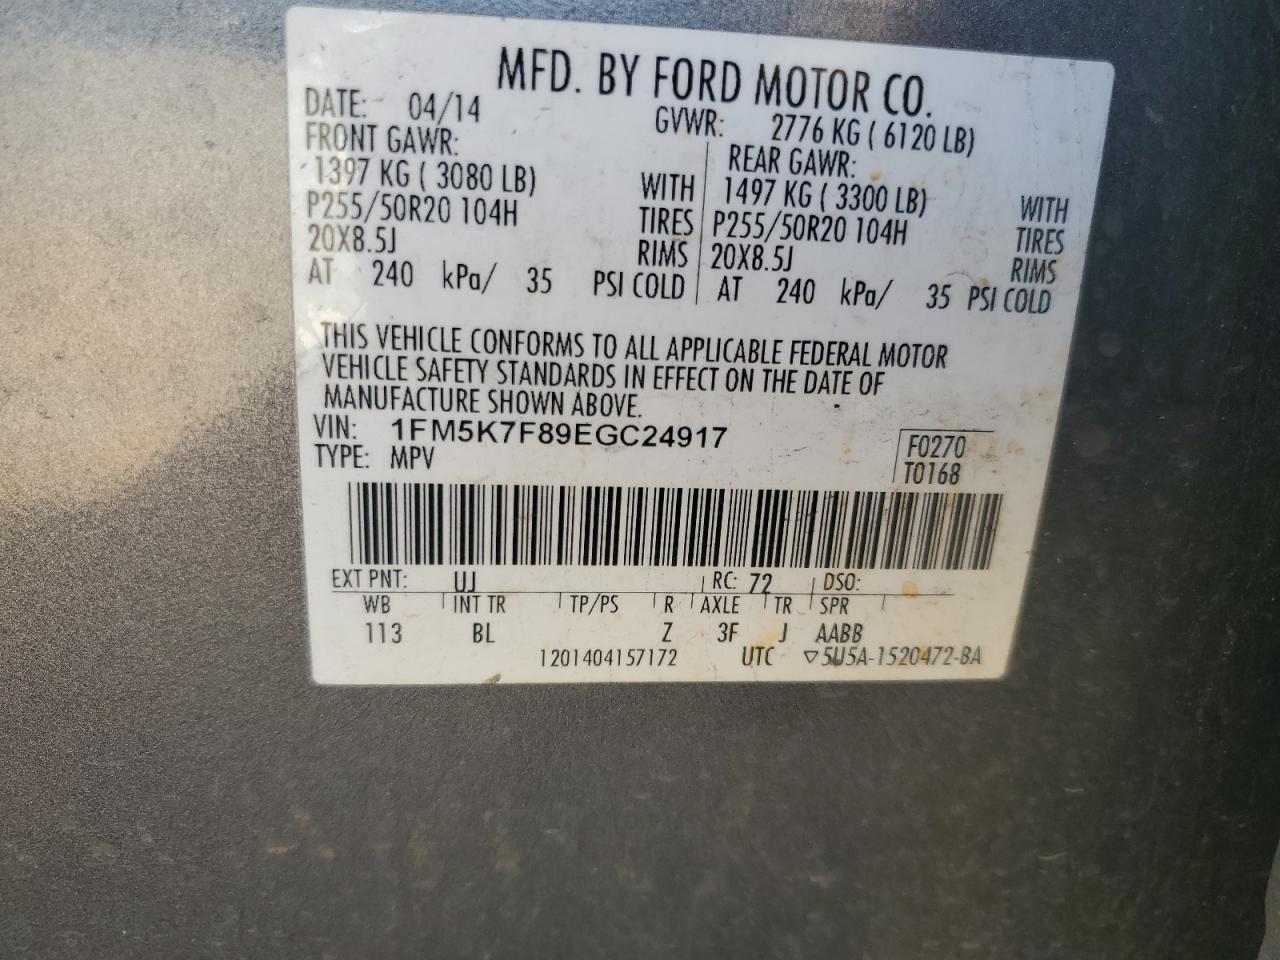 MFD. BY FORD MOTOR CO.
DATE: 04/14 GVWR: 2776 KG ( 6120 LB)
FRONT GAWR: REAR GAWR:
1397 KG ( 3080 LB) WITH 1497 KG ( 3300 LB) WITH
P255/50R20 104H TIRES P255/50R20 104H TIRES
20X8.5J RIMS 20X8.5J RIMS
AT 240 kPa/ 35 PSI COLD AT 240 kPa/ 35 PSI COLD
THIS VEHICLE CONFORMS TO ALL APPLICABLE FEDERAL MOTOR
VEHICLE SAFETY STANDARDS IN EFFECT ON THE DATE OF
MANUFACTURE SHOWN ABOVE.
VIN: 1FM5K7F89EGC24917 F0270
TYPE: MPV T0168
EXT PNT: UJ RC: 72 DSO:
WB INT TR TP/PS R AXLE TR SPR
113 BL Z 3F J AABB
1201404157172 UTC ▽5U5A-1520472-BA